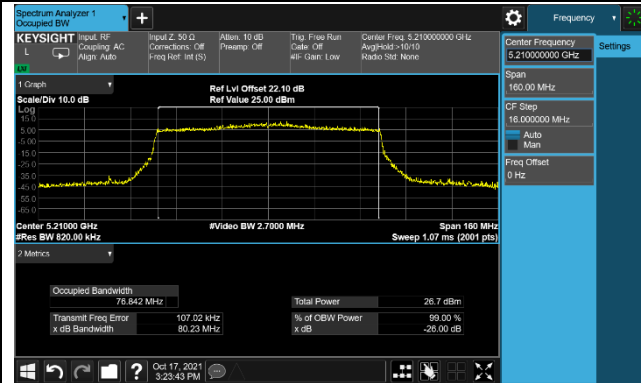 Spectrum Analyzer 1
Occupied BW
Frequency
KEYSIGHT
Input: RF
Coupling: AC
Align: Auto
Input Z: 50 Ω
Corrections: Off
Freq Ref: Int (S)
Atten: 10 dB
Preamp: Off
Trig: Free Run
Gate: Off
#IF Gain: Low
Center Freq: 5.210000000 GHz
Avg|Hold:>10/10
Radio Std: None
L
LXI
Center Frequency
5.210000000 GHz
Settings
Span
160.00 MHz
CF Step
16.000000 MHz
Auto
Man
Freq Offset
0 Hz
1 Graph
Scale/Div 10.0 dB
Ref Lvl Offset 22.10 dB
Ref Value 25.00 dBm
Log
15.0
5.00
-5.00
-15.0
-25.0
-35.0
-45.0
-55.0
-65.0
Center 5.21000 GHz
#Res BW 820.00 kHz
#Video BW 2.7000 MHz
Span 160 MHz
Sweep 1.07 ms (2001 pts)
2 Metrics
Occupied Bandwidth
76.842 MHz
Total Power
26.7 dBm
Transmit Freq Error
107.02 kHz
% of OBW Power
99.00 %
x dB Bandwidth
80.23 MHz
x dB
-26.00 dB
Oct 17, 2021
3:23:43 PM